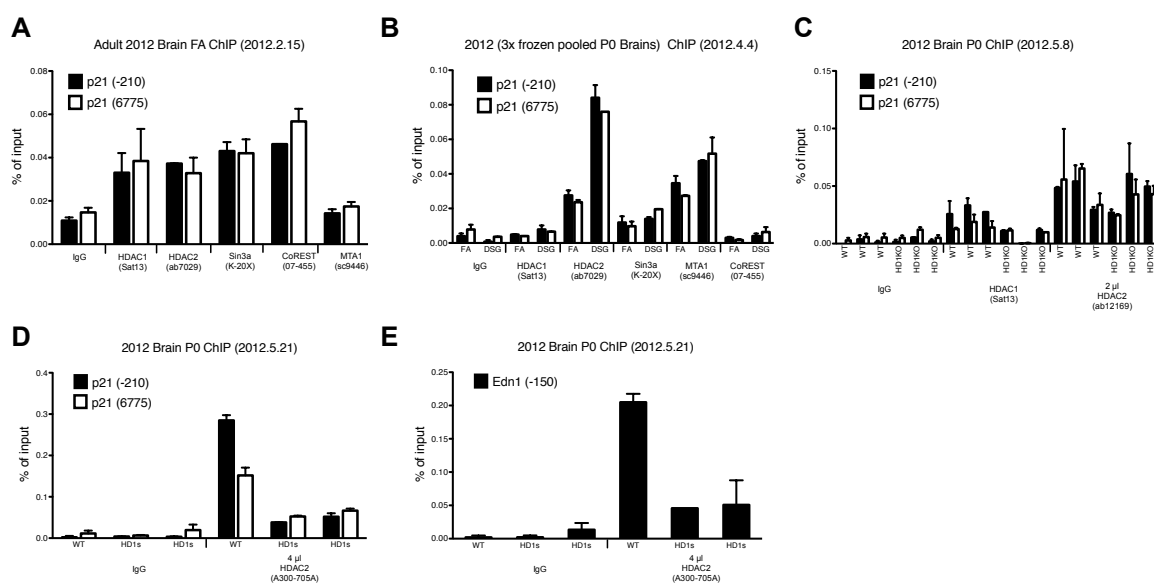 A
Adult 2012 Brain FA ChIP (2012.2.15)
p21 (-210)
p21 (6775)
% of input
0.08
0.06
0.04
0.02
0.00
IgG
HDAC1
(Sat13)
HDAC2
(ab7029)
Sin3a
(K-20X)
CoREST
(07-455)
MTA1
(sc9446)
B
2012 (3x frozen pooled P0 Brains) ChIP (2012.4.4)
p21 (-210)
p21 (6775)
% of input
0.10
0.08
0.06
0.04
0.02
0.00
FA DSG FA DSG FA DSG FA DSG FA DSG FA DSG
IgG
HDAC1
(Sat13)
HDAC2
(ab7029)
Sin3a
(K-20X)
MTA1
(sc9446)
CoREST
(07-455)
C
2012 Brain P0 ChIP (2012.5.8)
p21 (-210)
p21 (6775)
% of input
0.15
0.10
0.05
0.00
WT WT WT HD1KO HD1KO HD1KO WT WT WT HD1KO HD1KO HD1KO WT WT WT HD1KO HD1KO HD1KO
IgG
HDAC1
(Sat13)
2 µl
HDAC2
(ab12169)
D
2012 Brain P0 ChIP (2012.5.21)
p21 (-210)
p21 (6775)
% of input
0.4
0.3
0.2
0.1
0.0
WT HD1s HD1s WT HD1s HD1s
IgG
4 µl
HDAC2
(A300-705A)
E
2012 Brain P0 ChIP (2012.5.21)
Edn1 (-150)
% of input
0.25
0.20
0.15
0.10
0.05
0.00
WT HD1s HD1s WT HD1s HD1s
IgG
4 µl
HDAC2
(A300-705A)